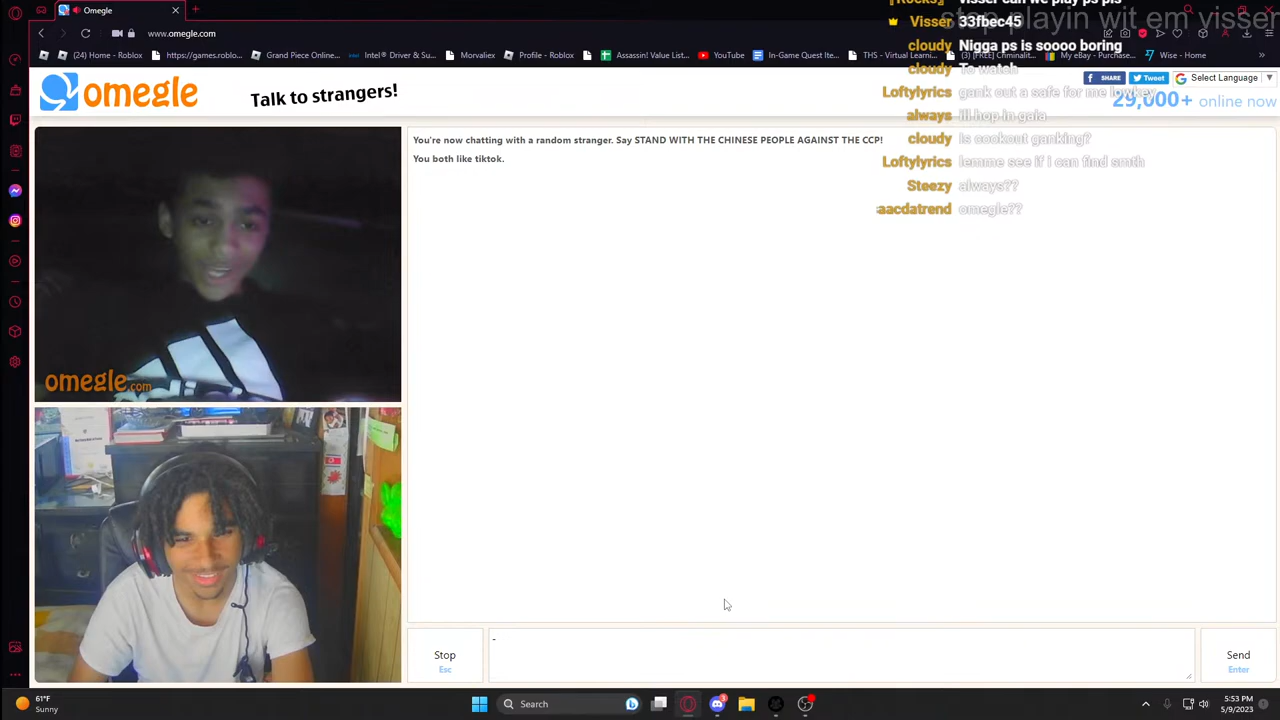 Omegle
www.omegle.com
(24) Home - Roblox
https://games.roblo...
Grand Piece Online...
Intel® Driver & Su...
Morvaliex
Profile - Roblox
Assassin! Value List...
YouTube
In-Game Quest Ite...
THS - Virtual Learni...
(3) [FREE] Crminalit...
My eBay - Purchase...
Wise - Home
stop playin wit em visser
[Rocks] visser can we play ps pls
Visser 33fbec45
cloudy Nigga ps is soooo boring
cloudy To watch
Loftylyrics gank out a safe for me lowkey
always ill hop in gaia
cloudy Is cookout ganking?
Loftylyrics lemme see if i can find smth
Steezy always??
aacdatrend omegle??
omegle
Talk to strangers!
SHARE
Tweet
Select Language
29,000+ online now
You're now chatting with a random stranger. Say STAND WITH THE CHINESE PEOPLE AGAINST THE CCP!
You both like tiktok.
omegle.com
-
Stop
Esc
Send
Enter
61°F
Sunny
Search
5:53 PM
5/9/2023